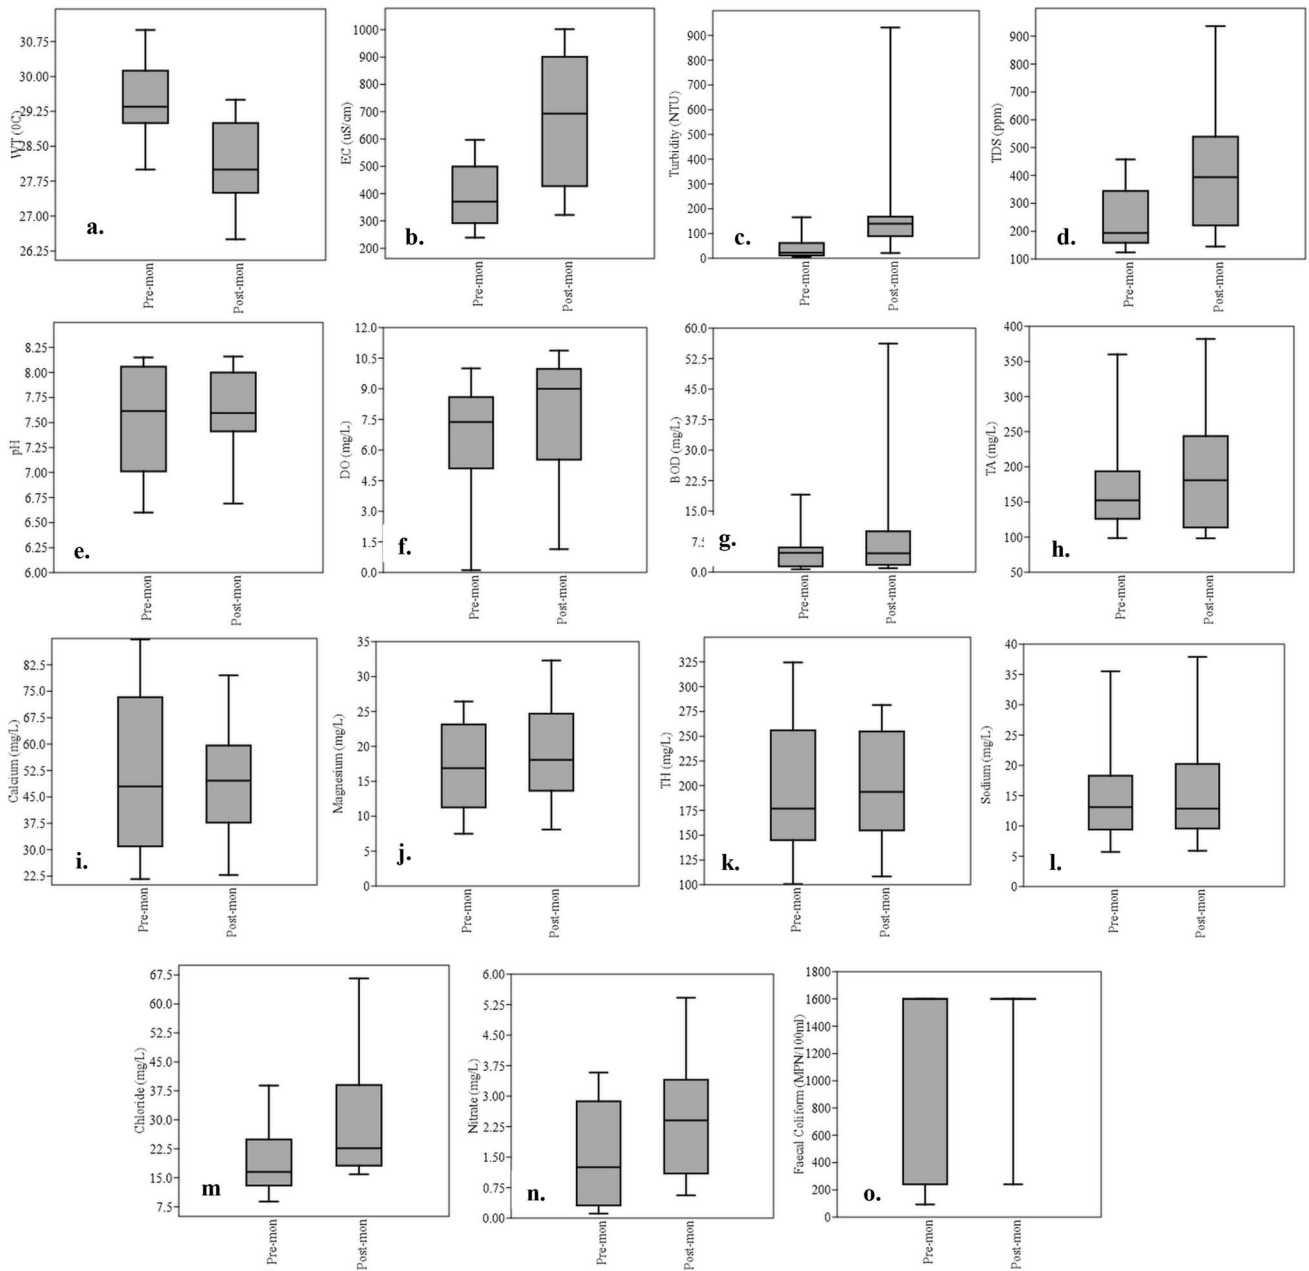 WT (0C)
30.75
30.00
29.25
28.50
27.75
27.00
26.25
a.
Pre-mon
Post-mon
EC (uS/cm)
1000
900
800
700
600
500
400
300
200
b.
Pre-mon
Post-mon
Turbidity (NTU)
900
800
700
600
500
400
300
200
100
0
c.
Pre-mon
Post-mon
TDS (ppm)
900
800
700
600
500
400
300
200
100
d.
Pre-mon
Post-mon
pH
8.25
8.00
7.75
7.50
7.25
7.00
6.75
6.50
6.25
6.00
e.
Pre-mon
Post-mon
DO (mg/L)
12.0
10.5
9.0
7.5
6.0
4.5
3.0
1.5
0.0
f.
Pre-mon
Post-mon
BOD (mg/L)
60.0
52.5
45.0
37.5
30.0
22.5
15.0
7.5
0.0
g.
Pre-mon
Post-mon
TA (mg/L)
400
350
300
250
200
150
100
50
h.
Pre-mon
Post-mon
Calcium (mg/L)
82.5
75.0
67.5
60.0
52.5
45.0
37.5
30.0
22.5
i.
Pre-mon
Post-mon
Magnesium (mg/L)
35
30
25
20
15
10
5
0
j.
Pre-mon
Post-mon
TH (mg/L)
325
300
275
250
225
200
175
150
125
100
k.
Pre-mon
Post-mon
Sodium (mg/L)
40
35
30
25
20
15
10
5
0
l.
Pre-mon
Post-mon
Chloride (mg/L)
67.5
60.0
52.5
45.0
37.5
30.0
22.5
15.0
7.5
m
Pre-mon
Post-mon
Nitrate (mg/L)
6.00
5.25
4.50
3.75
3.00
2.25
1.50
0.75
0.00
n.
Pre-mon
Post-mon
Faecal Coliform (MPN/100ml)
1800
1600
1400
1200
1000
800
600
400
200
0
o.
Pre-mon
Post-mon